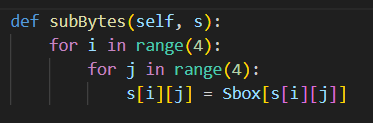 def subBytes(self, s):
    for i in range(4):
        for j in range(4):
            s[i][j] = Sbox[s[i][j]]